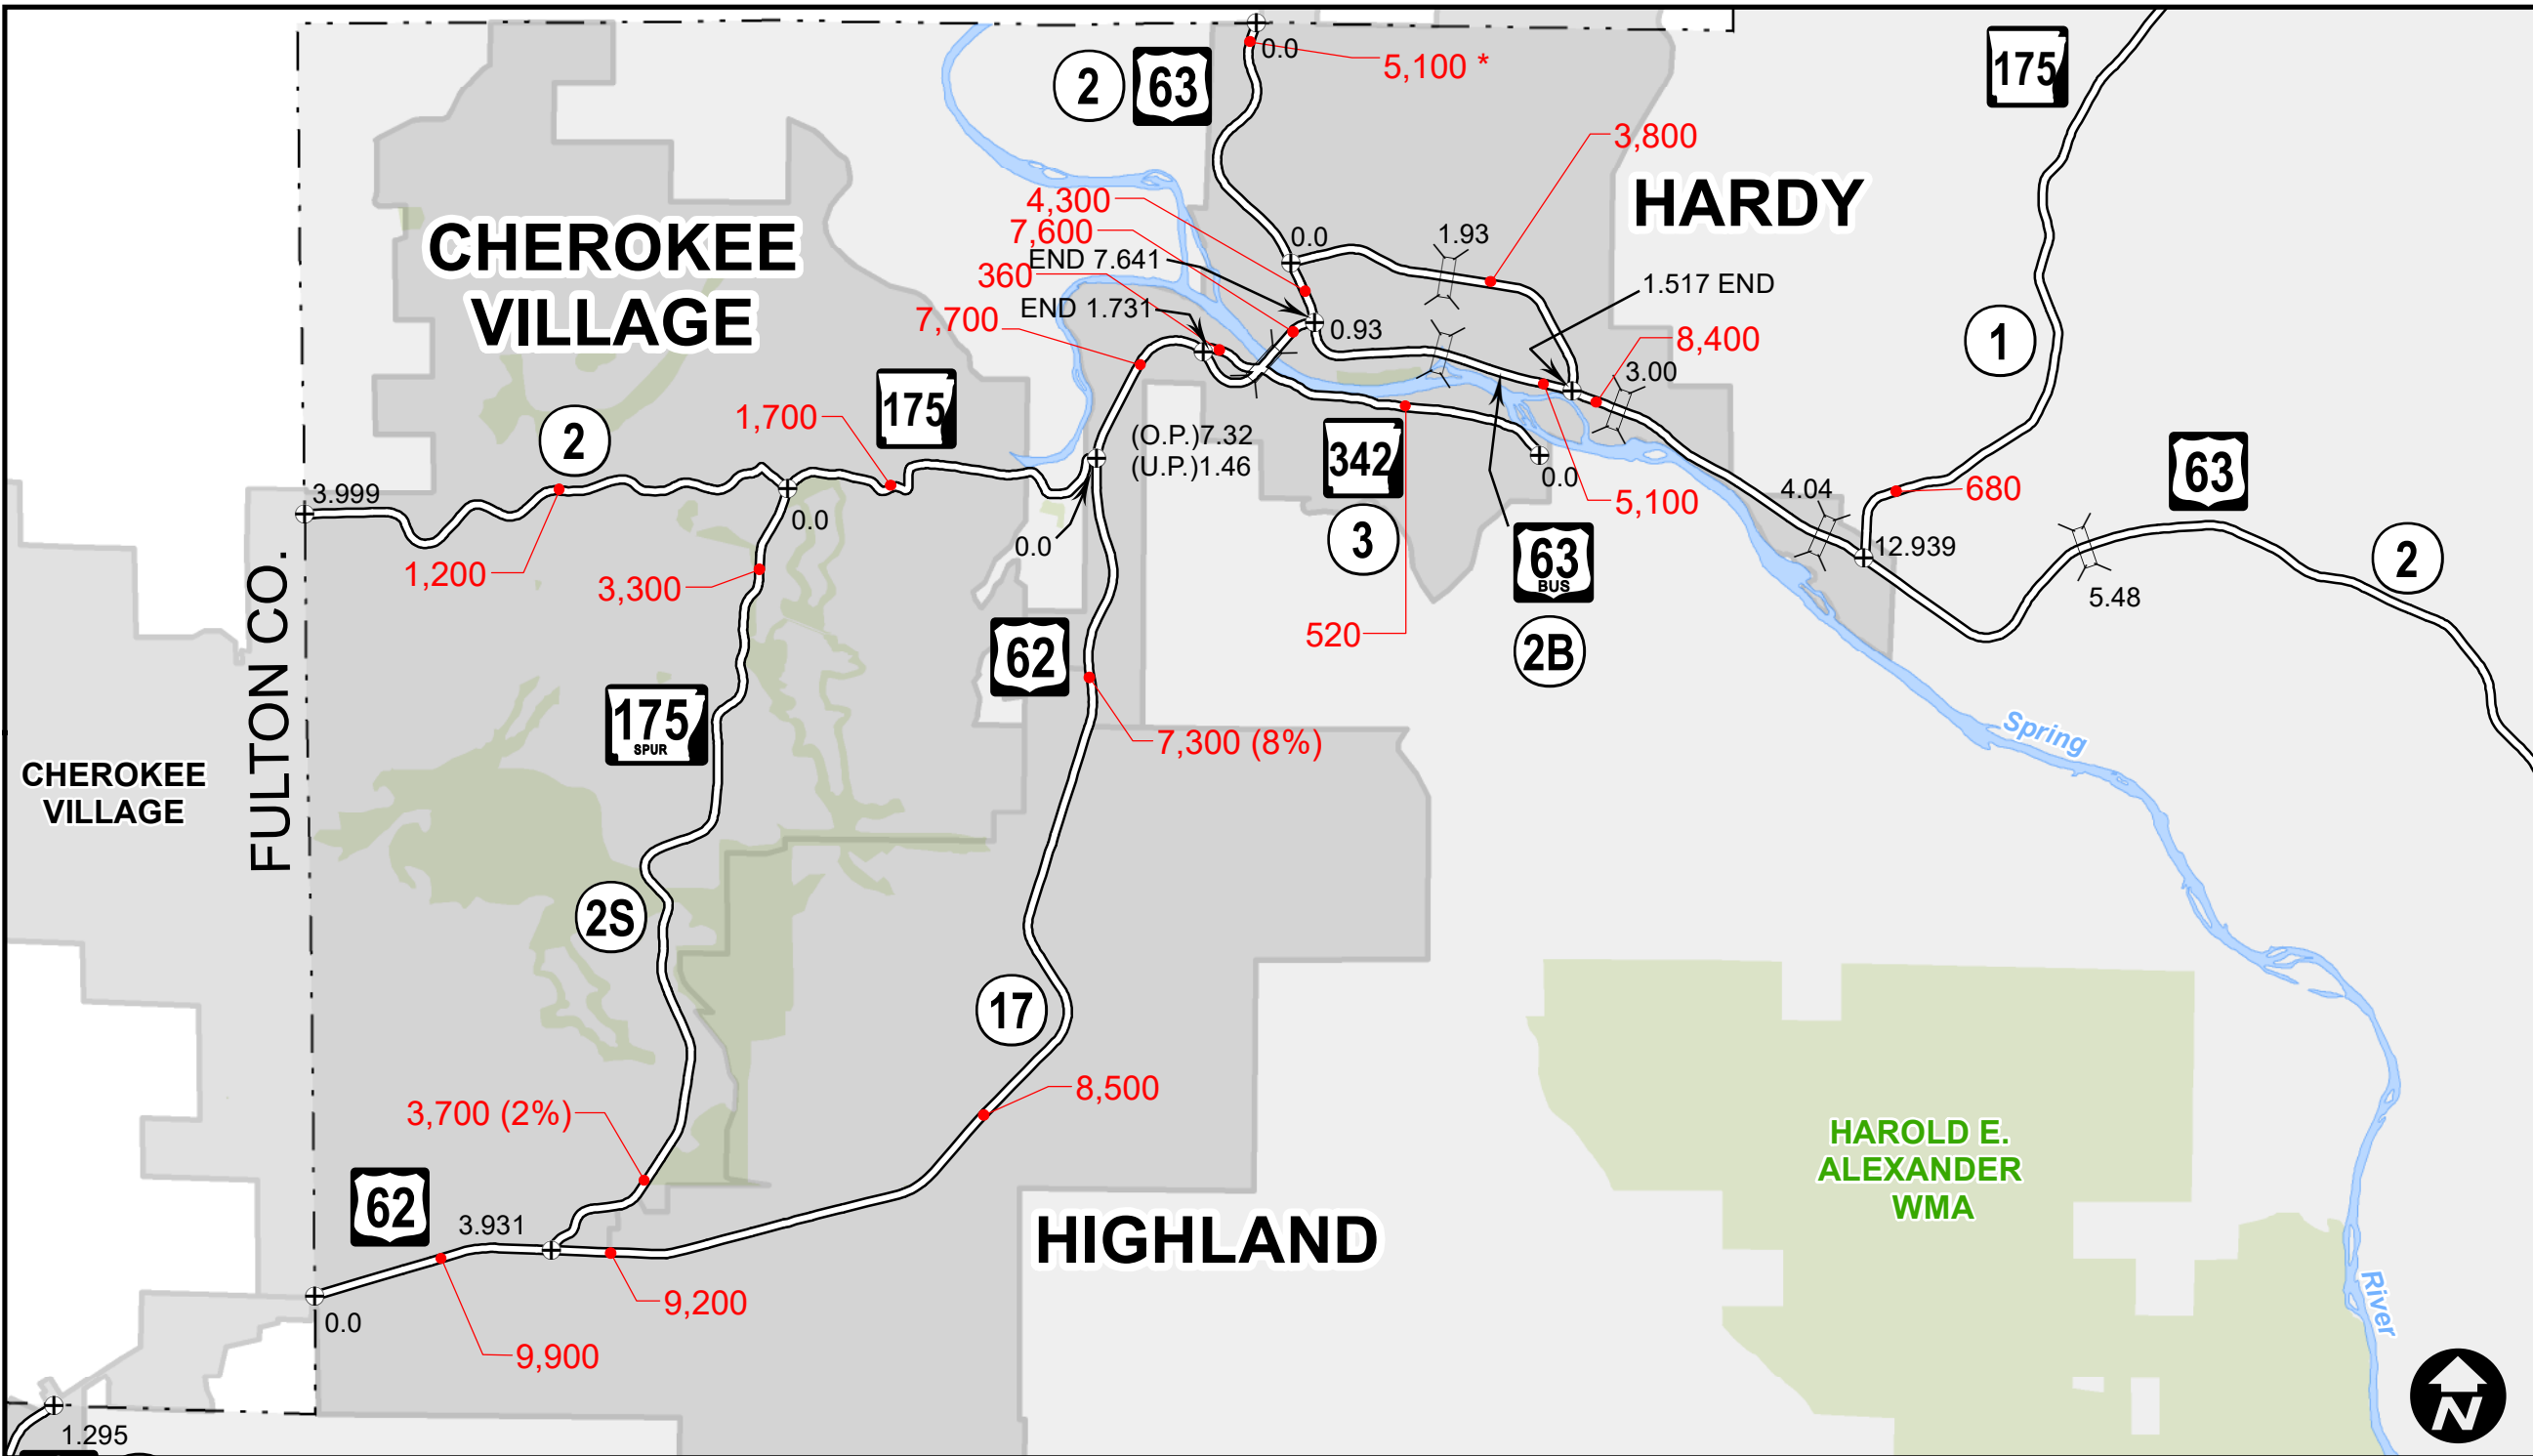 0.0
5,100 *
2
63
175
3,800
HARDY
4,300
7,600
END 7.641
360
END 1.731
7,700
0.0
1.93
1.517 END
0.93
8,400
3.00
1
CHEROKEE
VILLAGE
175
1,700
2
(O.P.)7.32
(U.P.)1.46
342
3
0.0
5,100
680
63
4.04
12.939
2
5.48
3.999
0.0
0.0
1,200
3,300
63
BUS
2B
520
62
FULTON CO.
175
SPUR
7,300 (8%)
Spring
CHEROKEE
VILLAGE
2S
17
8,500
3,700 (2%)
HAROLD E.
ALEXANDER
WMA
62
3.931
HIGHLAND
0.0
9,200
9,900
River
1.295
N